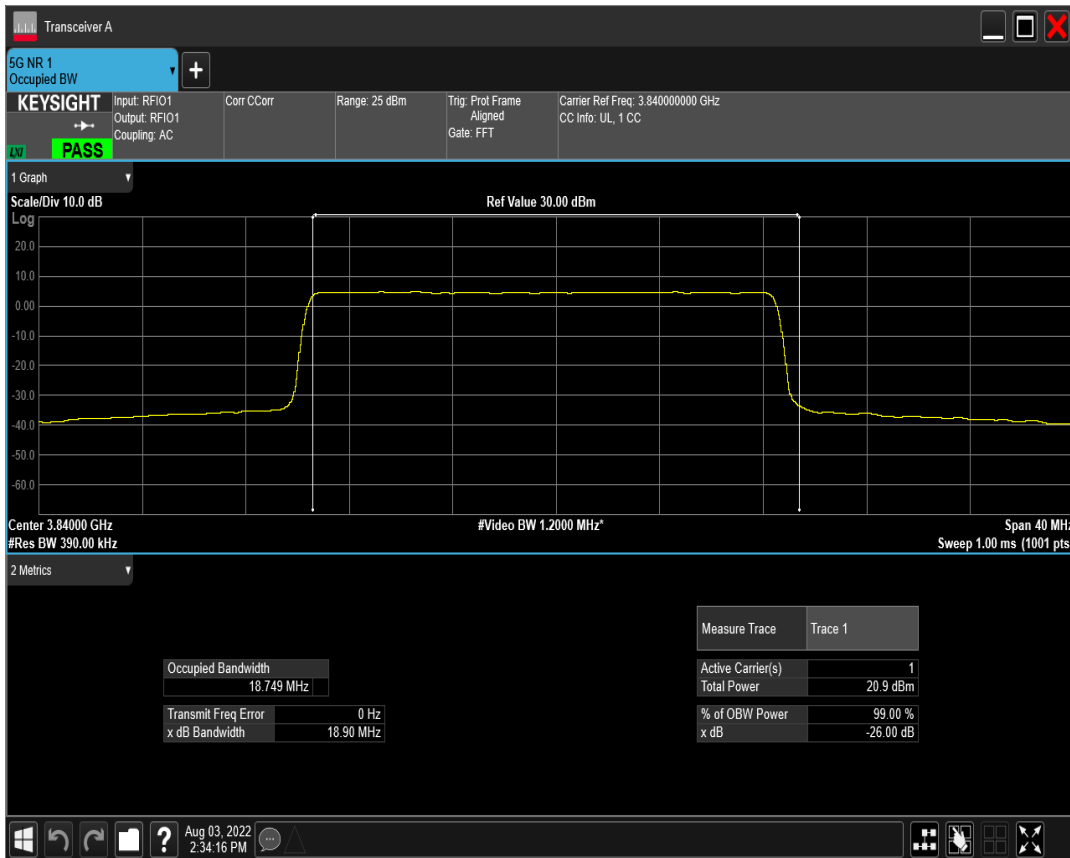 Transceiver A
5G NR 1
Occupied BW
KEYSIGHT
LXI
PASS
Input: RFIO1
Output: RFIO1
Coupling: AC
Corr CCorr
Range: 25 dBm
Trig: Prot Frame
Aligned
Gate: FFT
Carrier Ref Freq: 3.840000000 GHz
CC Info: UL, 1 CC
1 Graph
Scale/Div 10.0 dB
Ref Value 30.00 dBm
Log
20.0
10.0
0.00
-10.0
-20.0
-30.0
-40.0
-50.0
-60.0
Center 3.84000 GHz
#Video BW 1.2000 MHz*
Span 40 MHz
#Res BW 390.00 kHz
Sweep 1.00 ms (1001 pts
2 Metrics
Measure Trace Trace 1
Occupied Bandwidth
18.749 MHz
Transmit Freq Error 0 Hz
x dB Bandwidth 18.90 MHz
Active Carrier(s) 1
Total Power 20.9 dBm
% of OBW Power 99.00 %
x dB -26.00 dB
?
Aug 03, 2022
2:34:16 PM